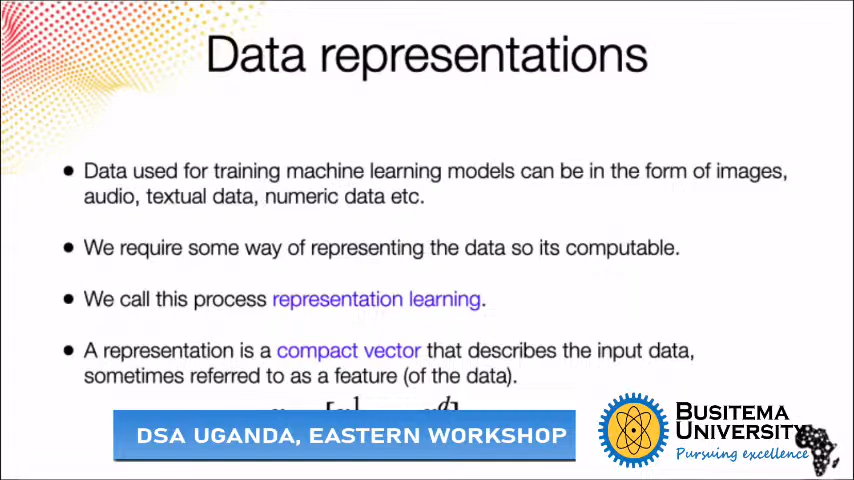 Data representations
• Data used for training machine learning models can be in the form of images,
audio, textual data, numeric data etc.
• We require some way of representing the data so its computable.
• We call this process representation learning.
• A representation is a compact vector that describes the input data,
sometimes referred to as a feature (of the data).
DSA UGANDA, EASTERN WORKSHOP
BUSITEMA
UNIVERSITY
Pursuing excellence